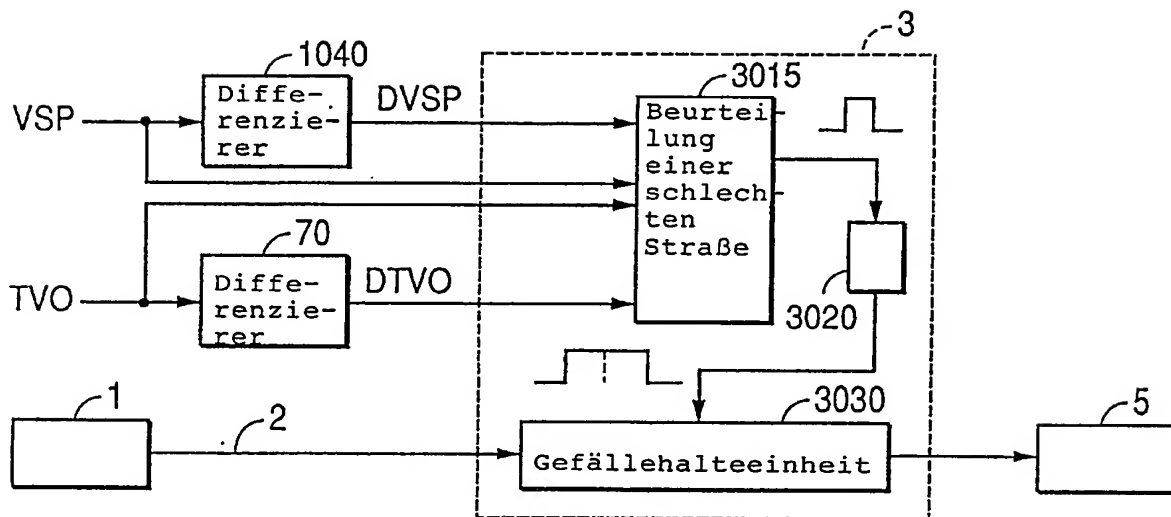 3
1040
3015
Diffe-
renzie-
rer
DVSP
VSP
Beurtei
lung
einer
schlech
ten
Straße
70
Diffe-
renzie-
rer
DTVO
TVO
3020
1
2
3030
5
Gefällehalteeinheit